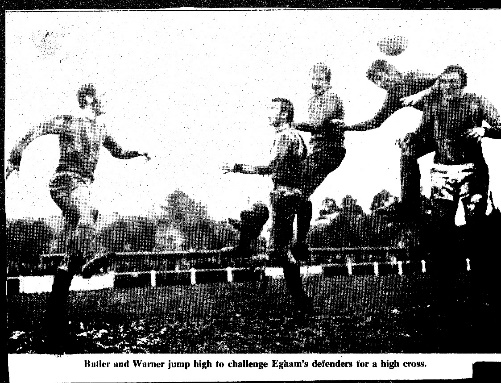 Butler and Warner jump high to challenge Egham's defenders for a high cross.